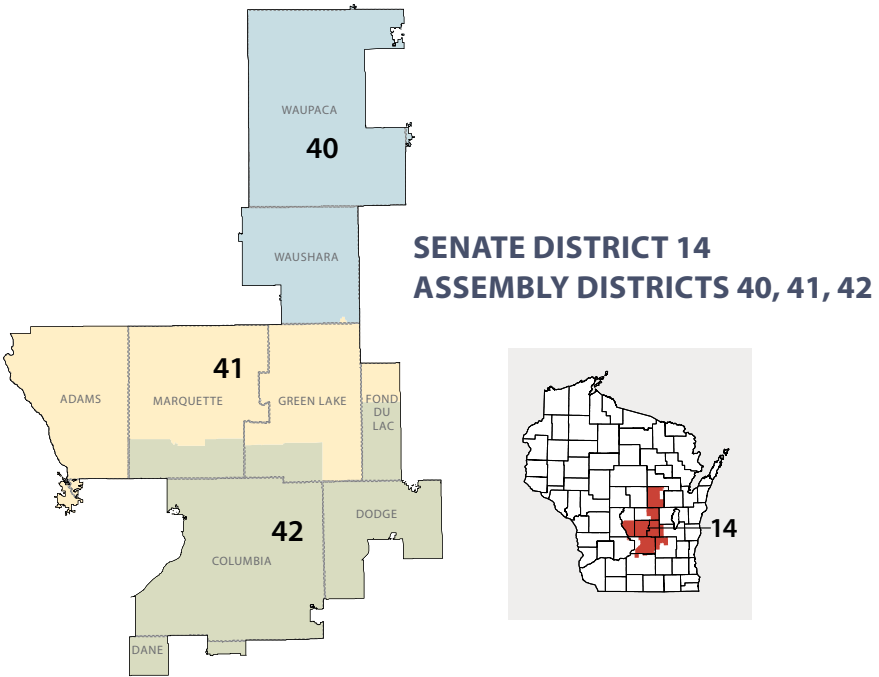 WAUPACA
40
WAUSHARA
SENATE DISTRICT 14
ASSEMBLY DISTRICTS 40, 41, 42
41
ADAMS
MARQUETTE
GREEN LAKE
FOND
DU
LAC
14
42
DODGE
COLUMBIA
DANE